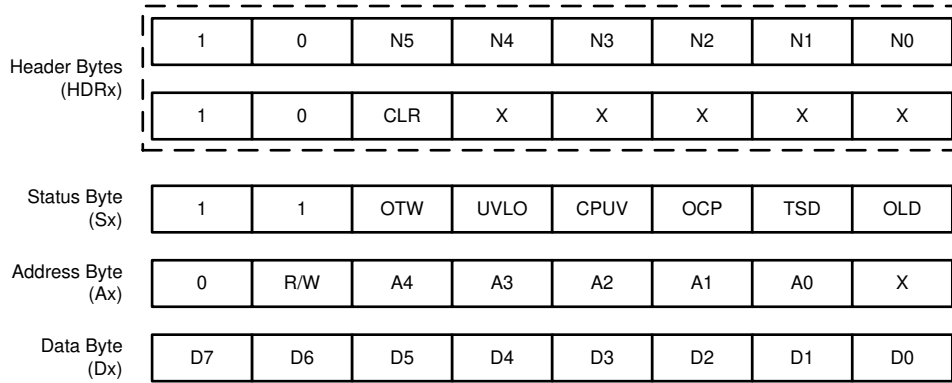 1 0 N5 N4 N3 N2 N1 N0
Header Bytes
(HDRx)
1 0 CLR X X X X X
Status Byte
(Sx)
1 1 OTW UVLO CPUV OCP TSD OLD
Address Byte
(Ax)
0 R/W A4 A3 A2 A1 A0 X
Data Byte
(Dx)
D7 D6 D5 D4 D3 D2 D1 D0